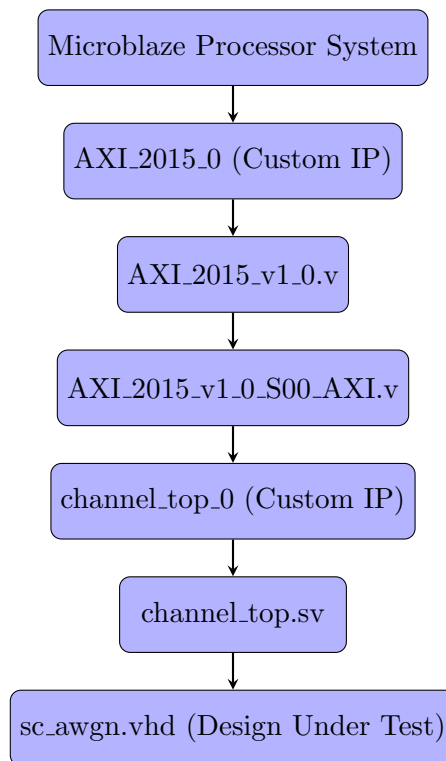 Microblaze Processor System
AXI_2015_0 (Custom IP)
AXI_2015_v1_0.v
AXI_2015_v1_0_S00_AXI.v
channel_top_0 (Custom IP)
channel_top.sv
sc_awgn.vhd (Design Under Test)